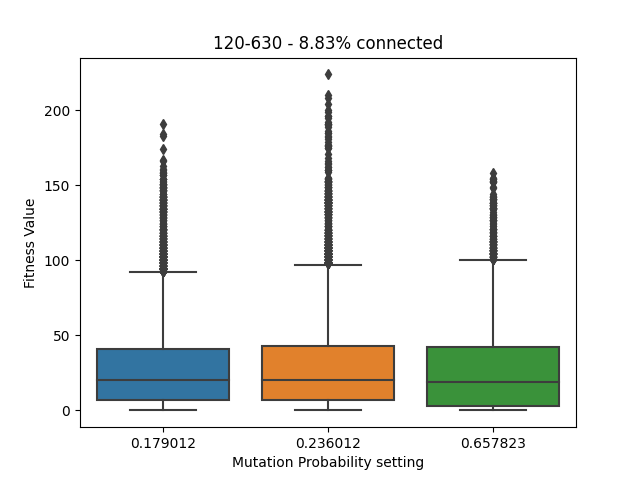 120-630 - 8.83% connected
Fitness Value
200
150
100
50
0
0.179012
0.236012
0.657823
Mutation Probability setting